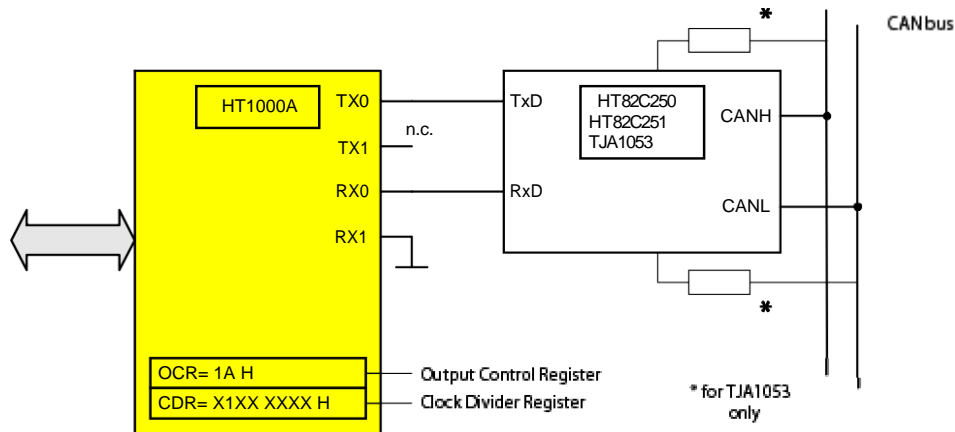 *
CANbus
HT1000A
TX0
TxD
HT82C250
HT82C251
TJA1053
CANH
n.c.
TX1
RX0
RxD
CANL
RX1
*
OCR= 1A H
Output Control Register
CDR= X1XX XXXX H
Clock Divider Register
* for TJA1053
only